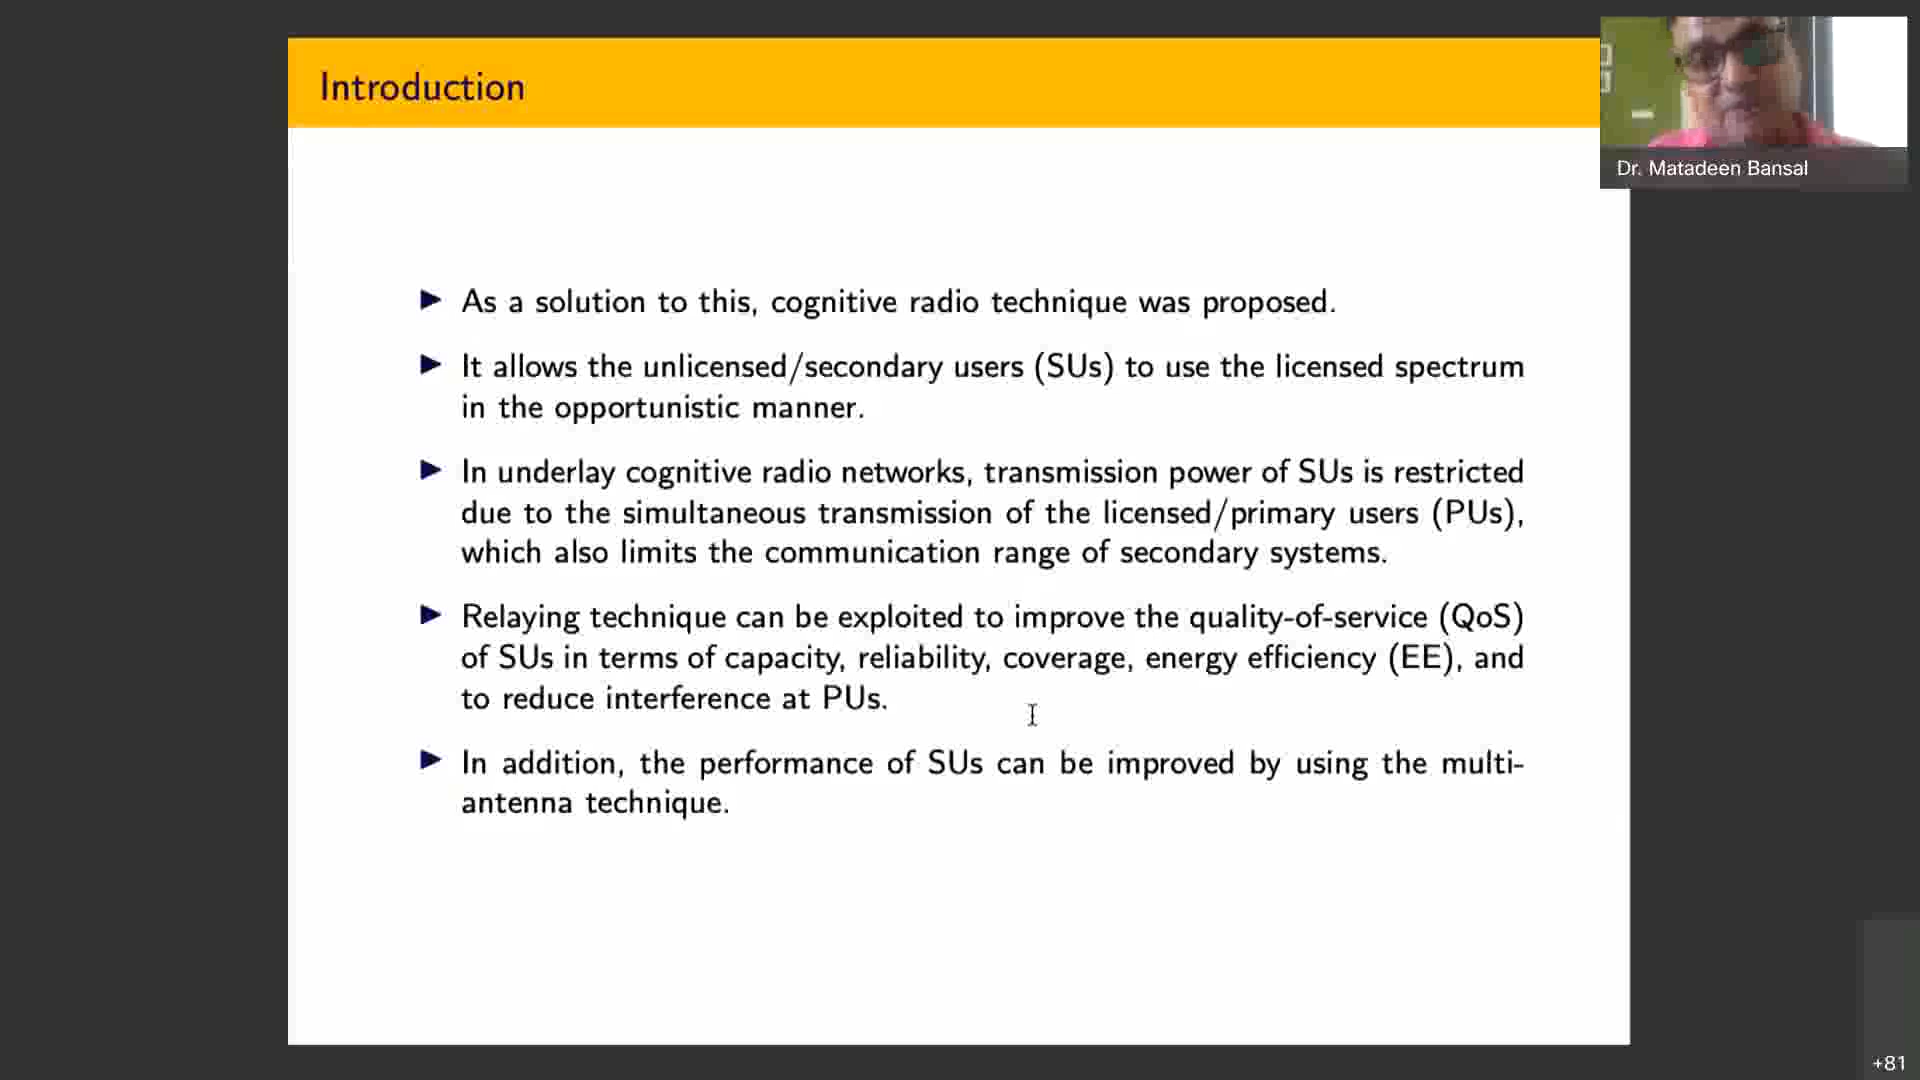 Introduction
Dr. Matadeen Bansal
As a solution to this, cognitive radio technique was proposed.
It allows the unlicensed/secondary users (SUs) to use the licensed spectrum
in the opportunistic manner.
In underlay cognitive radio networks, transmission power of SUs is restricted
due to the simultaneous transmission of the licensed/primary users (PUs),
which also limits the communication range of secondary systems.
Relaying technique can be exploited to improve the quality-of-service (QoS)
of SUs in terms of capacity, reliability, coverage, energy efficiency (EE), and
to reduce interference at PUs.
In addition, the performance of SUs can be improved by using the multi-
antenna technique.
+81